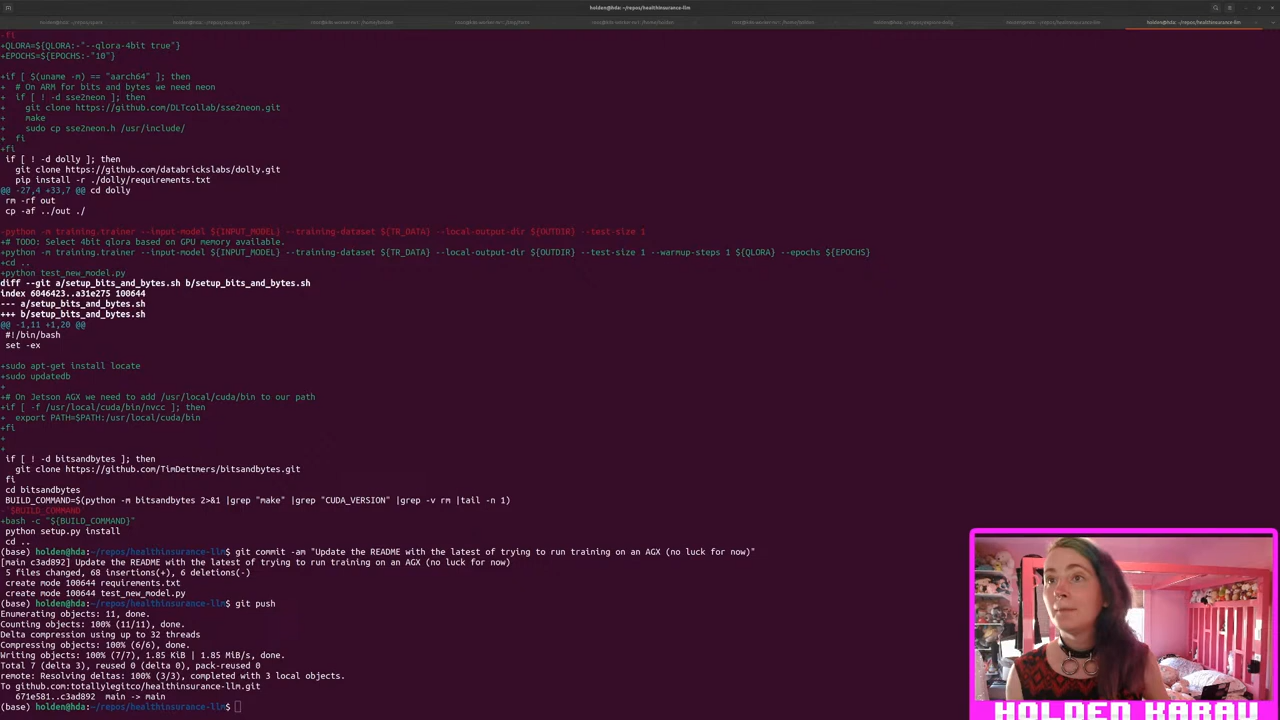 holden@hda: ~/repos/healthinsurance-llm
holden@hda: ~/repos/healthinsurance-llm
-fi
+QLORA=${QLORA:-"--qlora-4bit true"}
+EPOCHS=${EPOCHS:-"10"}
+if [ $(uname -m) == "aarch64" ]; then
+  # On ARM for bits and bytes we need neon
+  if [ ! -d sse2neon ]; then
+    git clone https://github.com/DLTcollab/sse2neon.git
+    make
+    sudo cp sse2neon.h /usr/include/
+  fi
+fi
if [ ! -d dolly ]; then
git clone https://github.com/databrickslabs/dolly.git
pip install -r ./dolly/requirements.txt
@@ -27,4 +33,7 @@ cd dolly
rm -rf out
cp -af ../out ./
-python -m training.trainer --input-model ${INPUT_MODEL} --training-dataset ${TR_DATA} --local-output-dir ${OUTDIR} --test-size 1
+# TODO: Select 4bit qlora based on GPU memory available.
+python -m training.trainer --input-model ${INPUT_MODEL} --training-dataset ${TR_DATA} --local-output-dir ${OUTDIR} --test-size 1 --warmup-steps 1 ${QLORA} --epochs ${EPOCHS}
+cd ..
+python test_new_model.py
diff --git a/setup_bits_and_bytes.sh b/setup_bits_and_bytes.sh
index 6046423..a31e275 100644
--- a/setup_bits_and_bytes.sh
+++ b/setup_bits_and_bytes.sh
@@ -1,11 +1,20 @@
#!/bin/bash
set -ex
+sudo apt-get install locate
+sudo updatedb
+
+# On Jetson AGX we need to add /usr/local/cuda/bin to our path
+if [ -f /usr/local/cuda/bin/nvcc ]; then
+  export PATH=$PATH:/usr/local/cuda/bin
+fi
+
+
if [ ! -d bitsandbytes ]; then
git clone https://github.com/TimDettmers/bitsandbytes.git
fi
cd bitsandbytes
BUILD_COMMAND=$(python -m bitsandbytes 2>&1 |grep "make" |grep "CUDA_VERSION" |grep -v rm |tail -n 1)
-`$BUILD_COMMAND`
+bash -c "${BUILD_COMMAND}"
python setup.py install
cd ..
(base) holden@hda:~/repos/healthinsurance-llm$ git commit -am "Update the README with the latest of trying to run training on an AGX (no luck for now)"
[main c3ad892] Update the README with the latest of trying to run training on an AGX (no luck for now)
5 files changed, 68 insertions(+), 6 deletions(-)
create mode 100644 requirements.txt
create mode 100644 test_new_model.py
(base) holden@hda:~/repos/healthinsurance-llm$ git push
Enumerating objects: 11, done.
Counting objects: 100% (11/11), done.
Delta compression using up to 32 threads
Compressing objects: 100% (6/6), done.
Writing objects: 100% (7/7), 1.85 KiB | 1.85 MiB/s, done.
Total 7 (delta 3), reused 0 (delta 0), pack-reused 0
remote: Resolving deltas: 100% (3/3), completed with 3 local objects.
To github.com:totallylegitco/healthinsurance-llm.git
671e581..c3ad892  main -> main
(base) holden@hda:~/repos/healthinsurance-llm$
HOLDEN KARAU